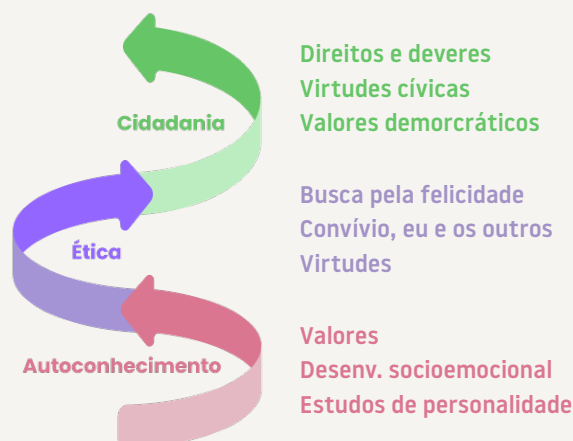 Direitos e deveres
Virtudes cívicas
Cidadania
Valores demorcráticos
Busca pela felicidade
Convívio, eu e os outros
Ética
Virtudes
Valores
Autoconhecimento
Desenv. socioemocional
Estudos de personalidade